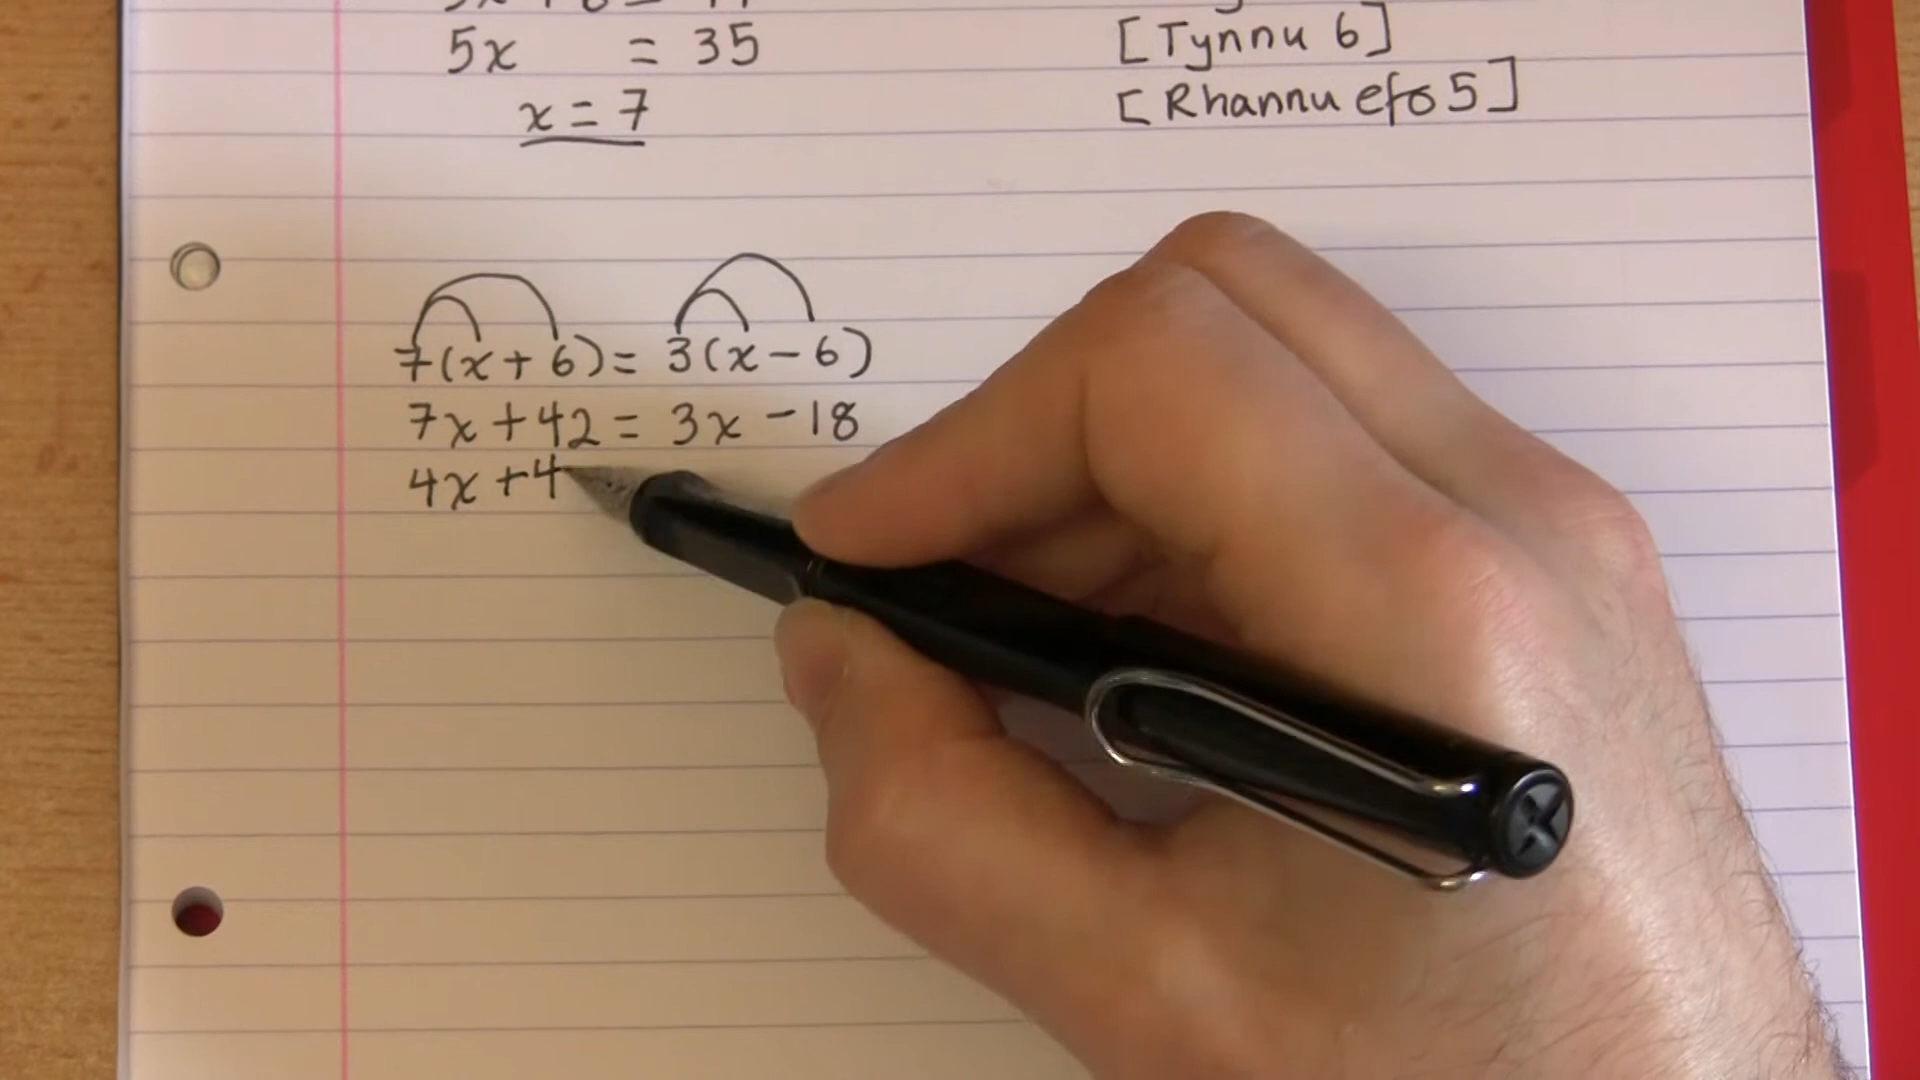 5x = 35 [Tynnu 6]
x = 7 [Rhannu efo 5]
7(x + 6) = 3(x - 6)
7x + 42 = 3x - 18
4x + 4